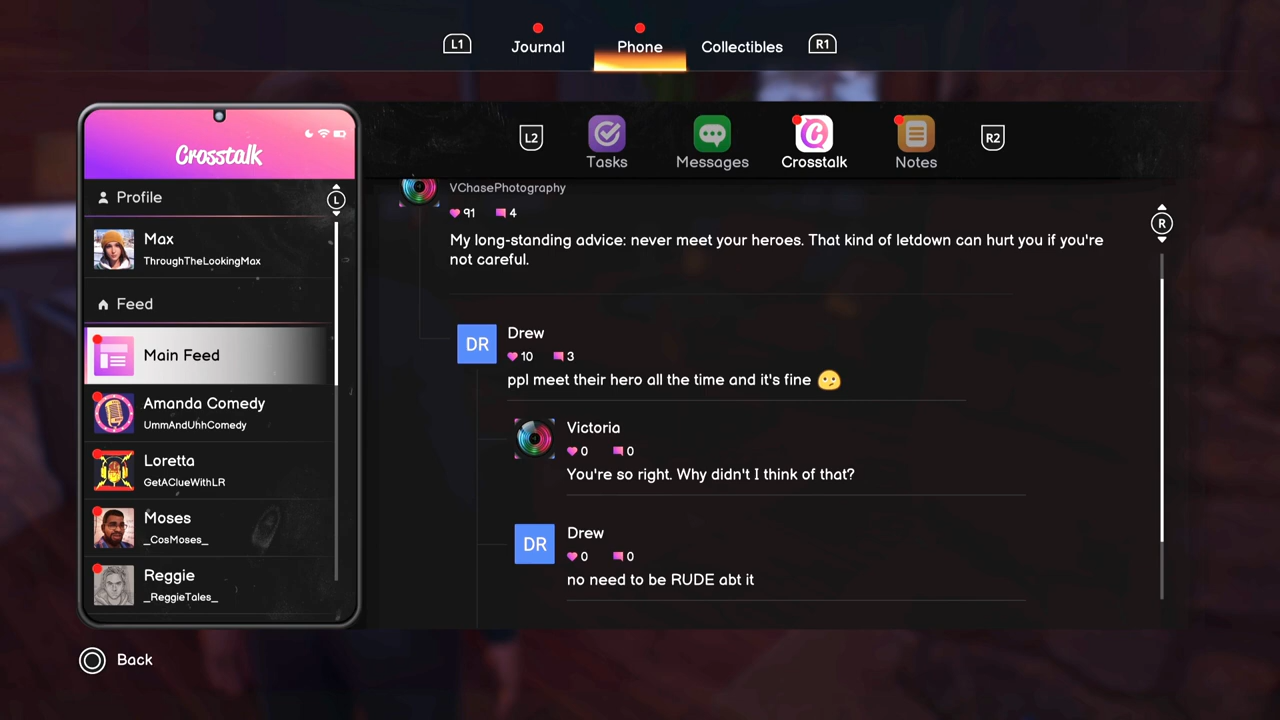 L1
Journal
Phone
Collectibles
R1
Crosstalk
Profile
L
Max
ThroughTheLookingMax
Feed
Main Feed
Amanda Comedy
UmmAndUhhComedy
Loretta
GetAClueWithLR
Moses
_CosMoses_
Reggie
_ReggieTales_
L2
Tasks
Messages
Crosstalk
Notes
R2
R
VChasePhotography
91 4
My long-standing advice: never meet your heroes. That kind of letdown can hurt you if you're
not careful.
DR
Drew
10 3
ppl meet their hero all the time and it's fine
Victoria
0 0
You're so right. Why didn't I think of that?
DR
Drew
0 0
no need to be RUDE abt it
Back